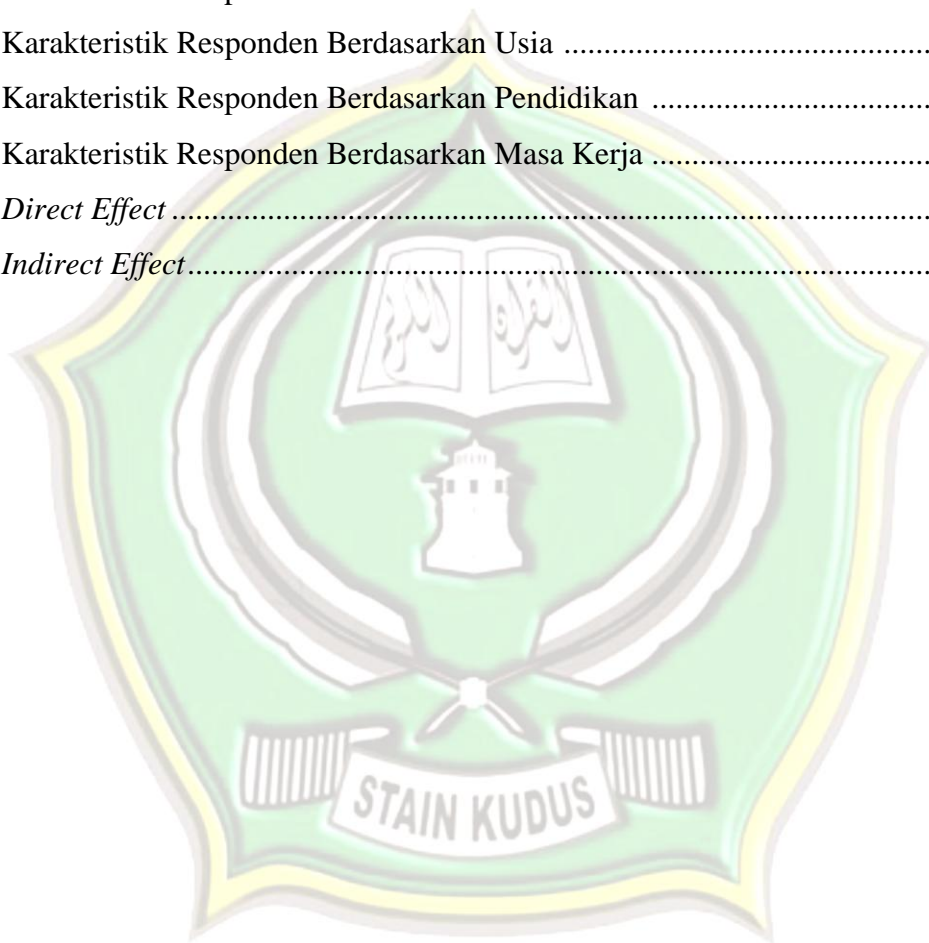 Karakteristik Responden Berdasarkan Usia ..............................................
Karakteristik Responden Berdasarkan Pendidikan ...................................
Karakteristik Responden Berdasarkan Masa Kerja ...................................
Direct Effect ...............................................................................................
Indirect Effect............................................................................................
STAIN KUDUS